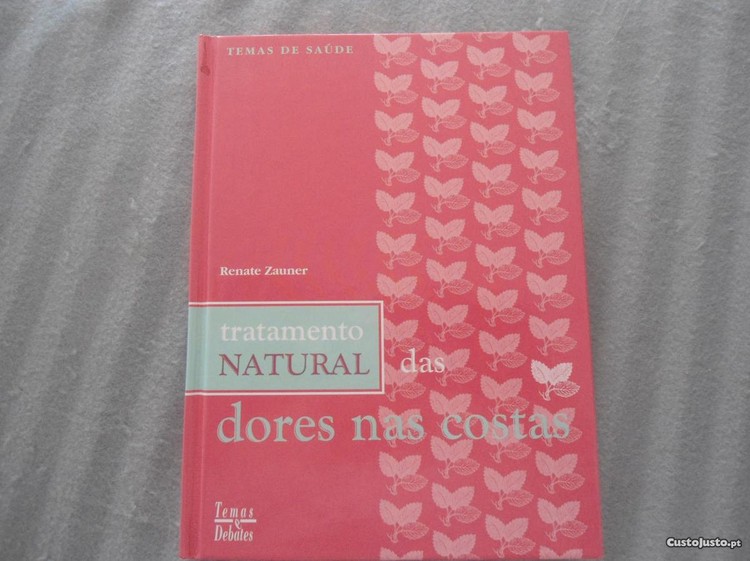 TEMAS DE SAÚDE
Renate Zauner
tratamento
NATURAL das
dores nas costas
Temas
&
Debates
CustoJusto.pt